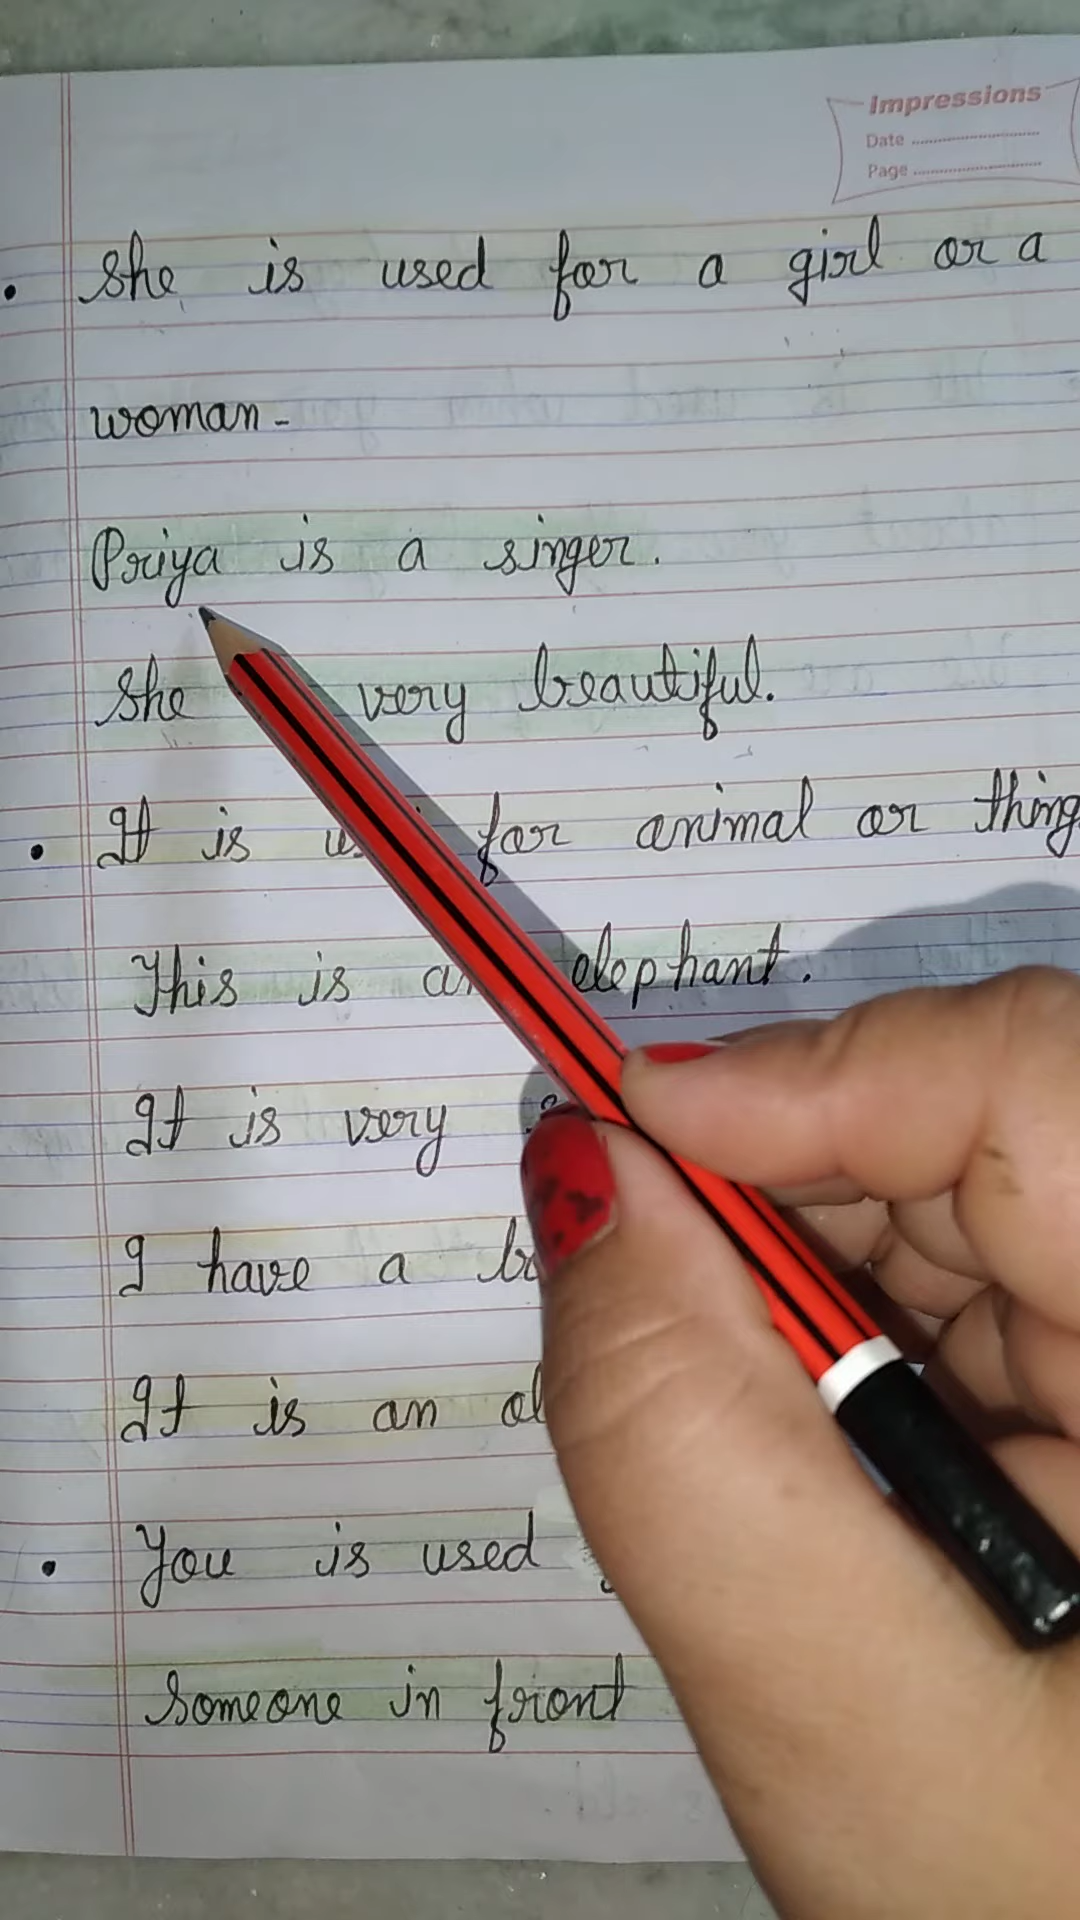 Impressions
Date
Page
• She is used for a girl or a
woman-
Priya is a singer.
She very beautiful.
• It is for animal or thing
This is an elephant.
It is very
I have a
It is an
• You is used
Someone in front